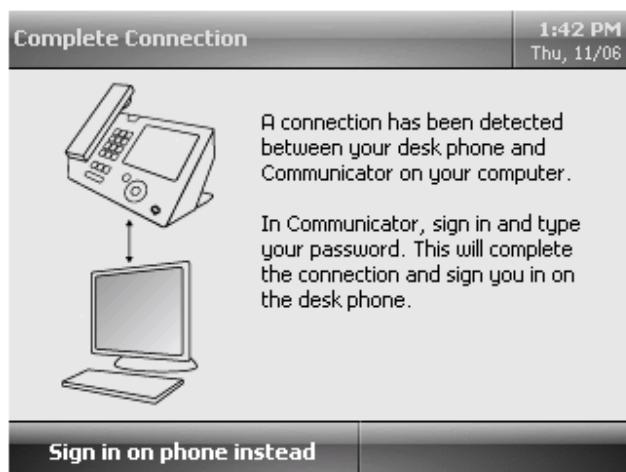 Complete Connection
1:42 PM
Thu, 11/06
A connection has been detected
between your desk phone and
Communicator on your computer.
In Communicator, sign in and type
your password. This will complete
the connection and sign you in on
the desk phone.
Sign in on phone instead